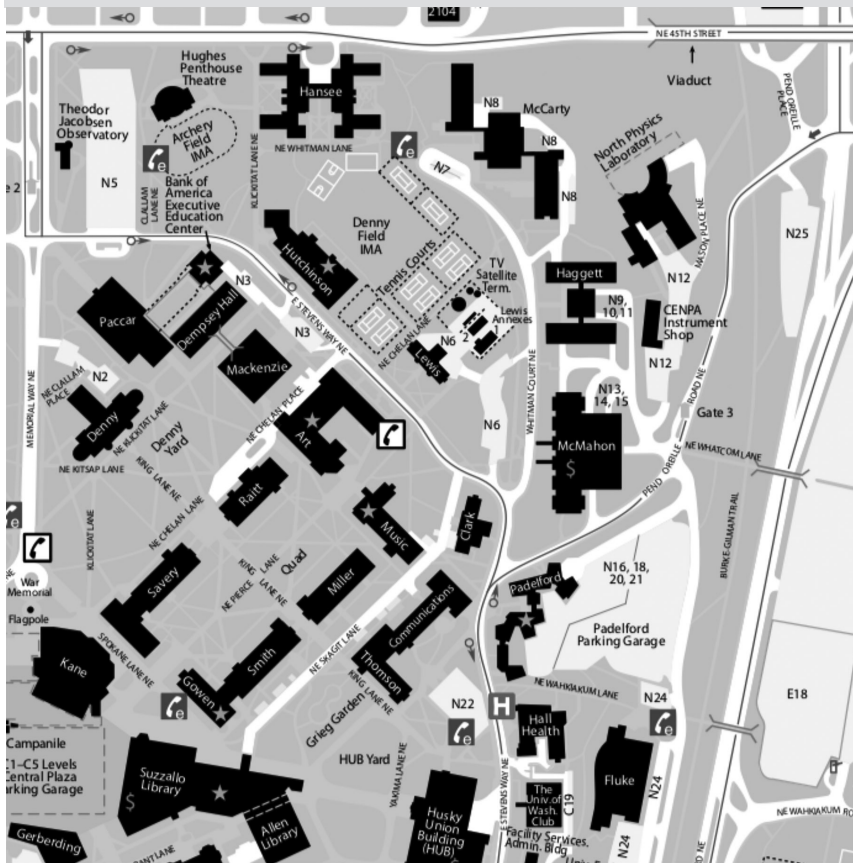 2104
NE 45TH STREET
Viaduct
PEND OREILLE
PLACE
Hughes
Penthouse
Theatre
Hansee
McCarty
N8
N8
N8
Theodor
Jacobsen
Observatory
Archery
Field
IMA
NE WHITMAN LANE
KLICKITAT LANE NE
North Physics
Laboratory
N7
N5
CLALLAM
LANE NE
Bank of
America
Executive
Education
Center
Denny
Field
IMA
Hutchinson
Tennis Courts
TV
Satellite
Term.
Lewis
Annexes
1
2
N6
Lewis
NE CHELAN LANE
Haggett
N9,
10,11
N12
MASON PLACE NE
N25
CENPA
Instrument
Shop
N12
e 2
Paccar
Dempsey Hall
N3
N3
E STEVENS WAY NE
Mackenzie
WHITMAN COURT NE
MEMORIAL WAY NE
NE CLALLAM
PLACE
N2
Denny
NE KLICKITAT LANE
NE KITSAP LANE
Denny
Yard
KING LANE NE
NE CHELAN PLACE
Art
N6
N13,
14, 15
McMahon
$
Gate 3
ROAD NE
PEND OREILLE
NE WHATCOM LANE
Raitt
NE CHELAN LANE
KLICKITAT LANE
Music
Clark
BURKE-GILMAN TRAIL
e
NE
War
Memorial
Flagpole
Savery
KING LANE
NE PIERCE LANE NE
Quad
Miller
Communications
Padelford
N16, 18,
20, 21
Padelford
Parking Garage
Kane
SPOKANE LANE NE
Smith
Gowen
NE SKAGIT LANE
Thomson
KING LANE NE
Grieg Garden
NE WAHKIAKUM LANE
N22
H
N24
E18
e
e
e
e
e
Campanile
C1–C5 Levels
Central Plaza
Parking Garage
Suzzallo
Library
$
HUB Yard
YAKIMA LANE NE
Hall
Health
Fluke
N24
The
Univ. of
Wash.
Club
C19
E STEVENS WAY NE
NE WAHKIAKUM RO
Gerberding
Allen
Library
Husky
Union
Building
(HUB)
Facility Services.
Admin. Bldg
N24